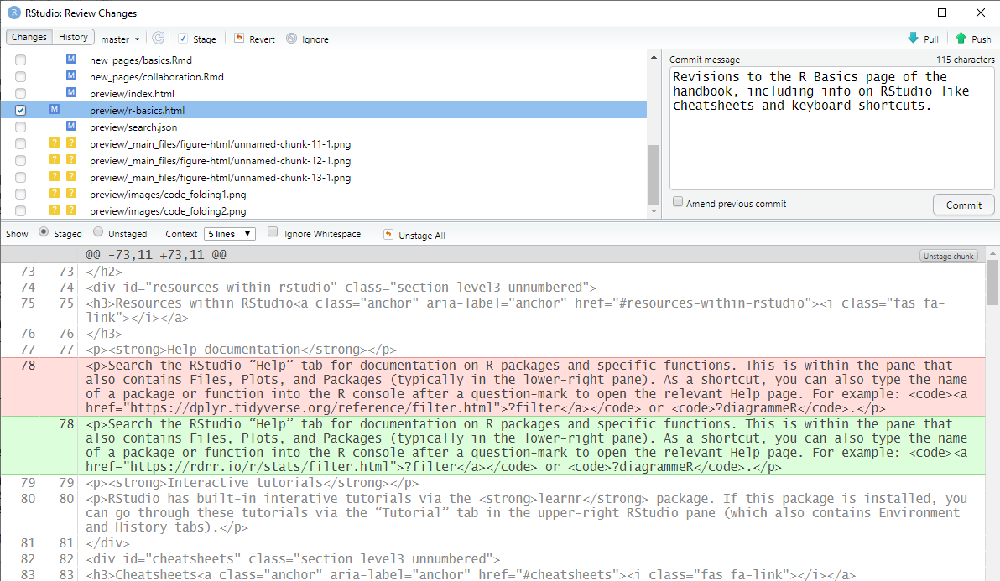 R RStudio: Review Changes
Changes History master Stage Revert Ignore Pull Push
M new_pages/basics.Rmd
M new_pages/collaboration.Rmd
M preview/index.html
M preview/r-basics.html
M preview/search.json
? ? preview/_main_files/figure-html/unnamed-chunk-11-1.png
? ? preview/_main_files/figure-html/unnamed-chunk-12-1.png
? ? preview/_main_files/figure-html/unnamed-chunk-13-1.png
? ? preview/images/code_folding1.png
? ? preview/images/code_folding2.png
Commit message 115 characters
Revisions to the R Basics page of the
handbook, including info on RStudio like
cheatsheets and keyboard shortcuts.
Amend previous commit Commit
Show Staged Unstaged Context 5 lines Ignore Whitespace Unstage All
@@ -73,11 +73,11 @@ Unstage chunk
73 73 </h2>
74 74 <div id="resources-within-rstudio" class="section level3 unnumbered">
75 75 <h3>Resources within RStudio<a class="anchor" aria-label="anchor" href="#resources-within-rstudio"><i class="fas fa-
link"></i></a>
76 76 </h3>
77 77 <p><strong>Help documentation</strong></p>
78 <p>Search the RStudio “Help” tab for documentation on R packages and specific functions. This is within the pane that
also contains Files, Plots, and Packages (typically in the lower-right pane). As a shortcut, you can also type the name
of a package or function into the R console after a question-mark to open the relevant Help page. For example: <code><a
href="https://dplyr.tidyverse.org/reference/filter.html">?filter</a></code> or <code>?diagrammeR</code>.</p>
78 <p>Search the RStudio “Help” tab for documentation on R packages and specific functions. This is within the pane that
also contains Files, Plots, and Packages (typically in the lower-right pane). As a shortcut, you can also type the name
of a package or function into the R console after a question-mark to open the relevant Help page. For example: <code><a
href="https://rdrr.io/r/stats/filter.html">?filter</a></code> or <code>?diagrammeR</code>.</p>
79 79 <p><strong>Interactive tutorials</strong></p>
80 80 <p>RStudio has built-in interative tutorials via the <strong>learnr</strong> package. If this package is installed, you
can go through these tutorials via the “Tutorial” tab in the upper-right RStudio pane (which also contains Environment
and History tabs).</p>
81 81 </div>
82 82 <div id="cheatsheets" class="section level3 unnumbered">
83 83 <h3>Cheatsheets<a class="anchor" aria-label="anchor" href="#cheatsheets"><i class="fas fa-link"></i></a>